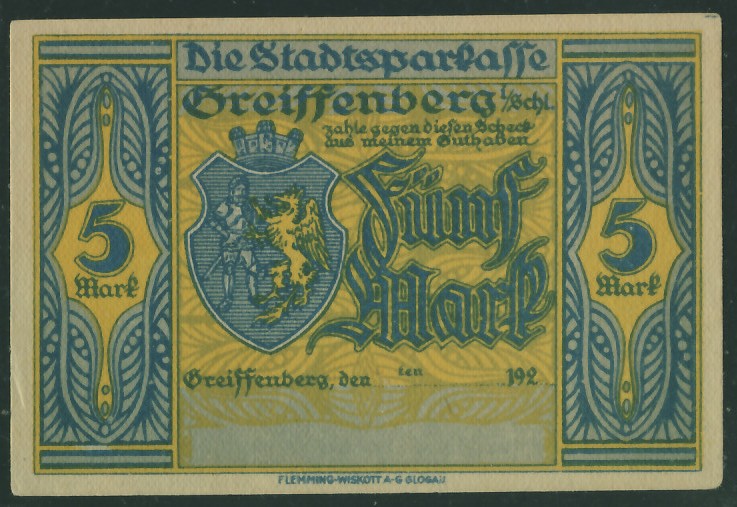 Die Stadtsparkasse
Greiffenberg i/Schl.
zahle gegen diesen Scheck
aus meinem Guthaben
Fünf
Mark
5
Mark
5
Mark
Greiffenberg, den ten 192
FLEMMING-WISKOTT A-G GLOGAU